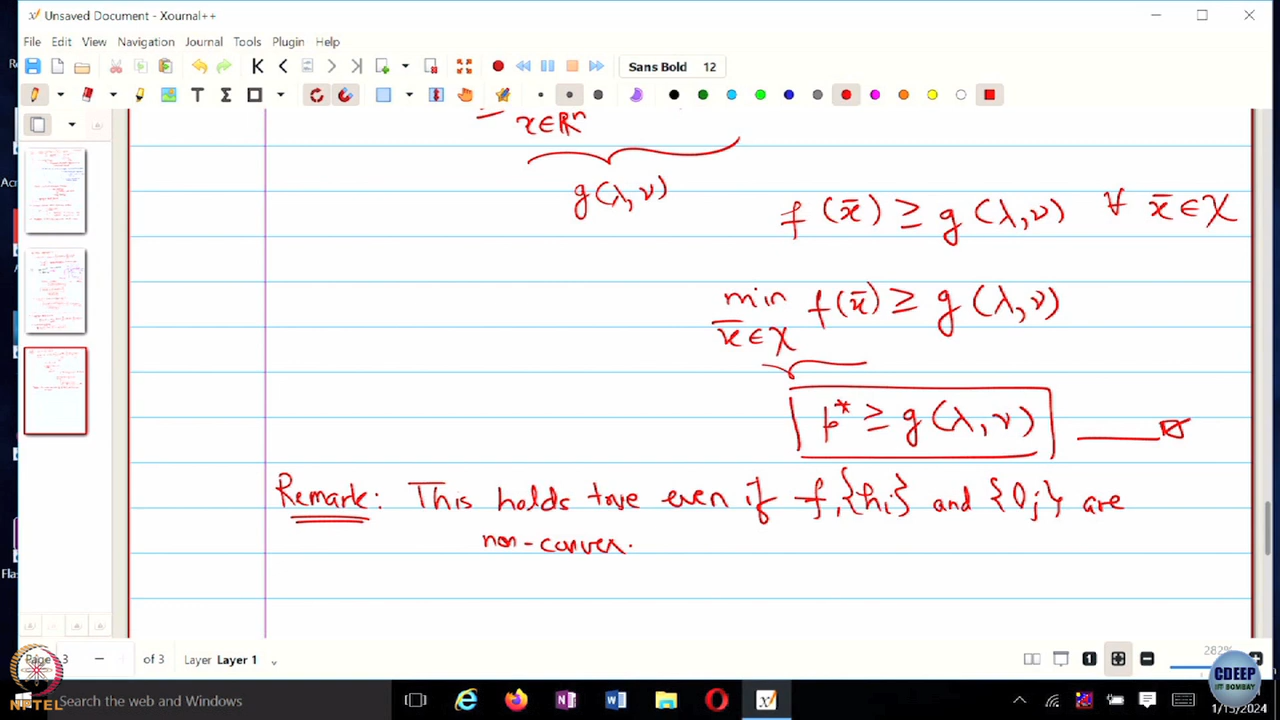 Unsaved Document - Xournal++
File Edit View Navigation Journal Tools Plugin Help
Sans Bold 12
x∈ℝⁿ
g(λ,ν)
f(x̄) ≥ g(λ,ν) ∀ x̄∈X
min f(x̄) ≥ g(λ,ν)
x̄∈X
p* ≥ g(λ,ν)
Remark: This holds true even if f, {hᵢ} and {lⱼ} are
non-convex.
Page 3 of 3 Layer Layer 1
282%
Search the web and Windows
NPTEL
CDEEP
IIT BOMBAY
1/15/2024